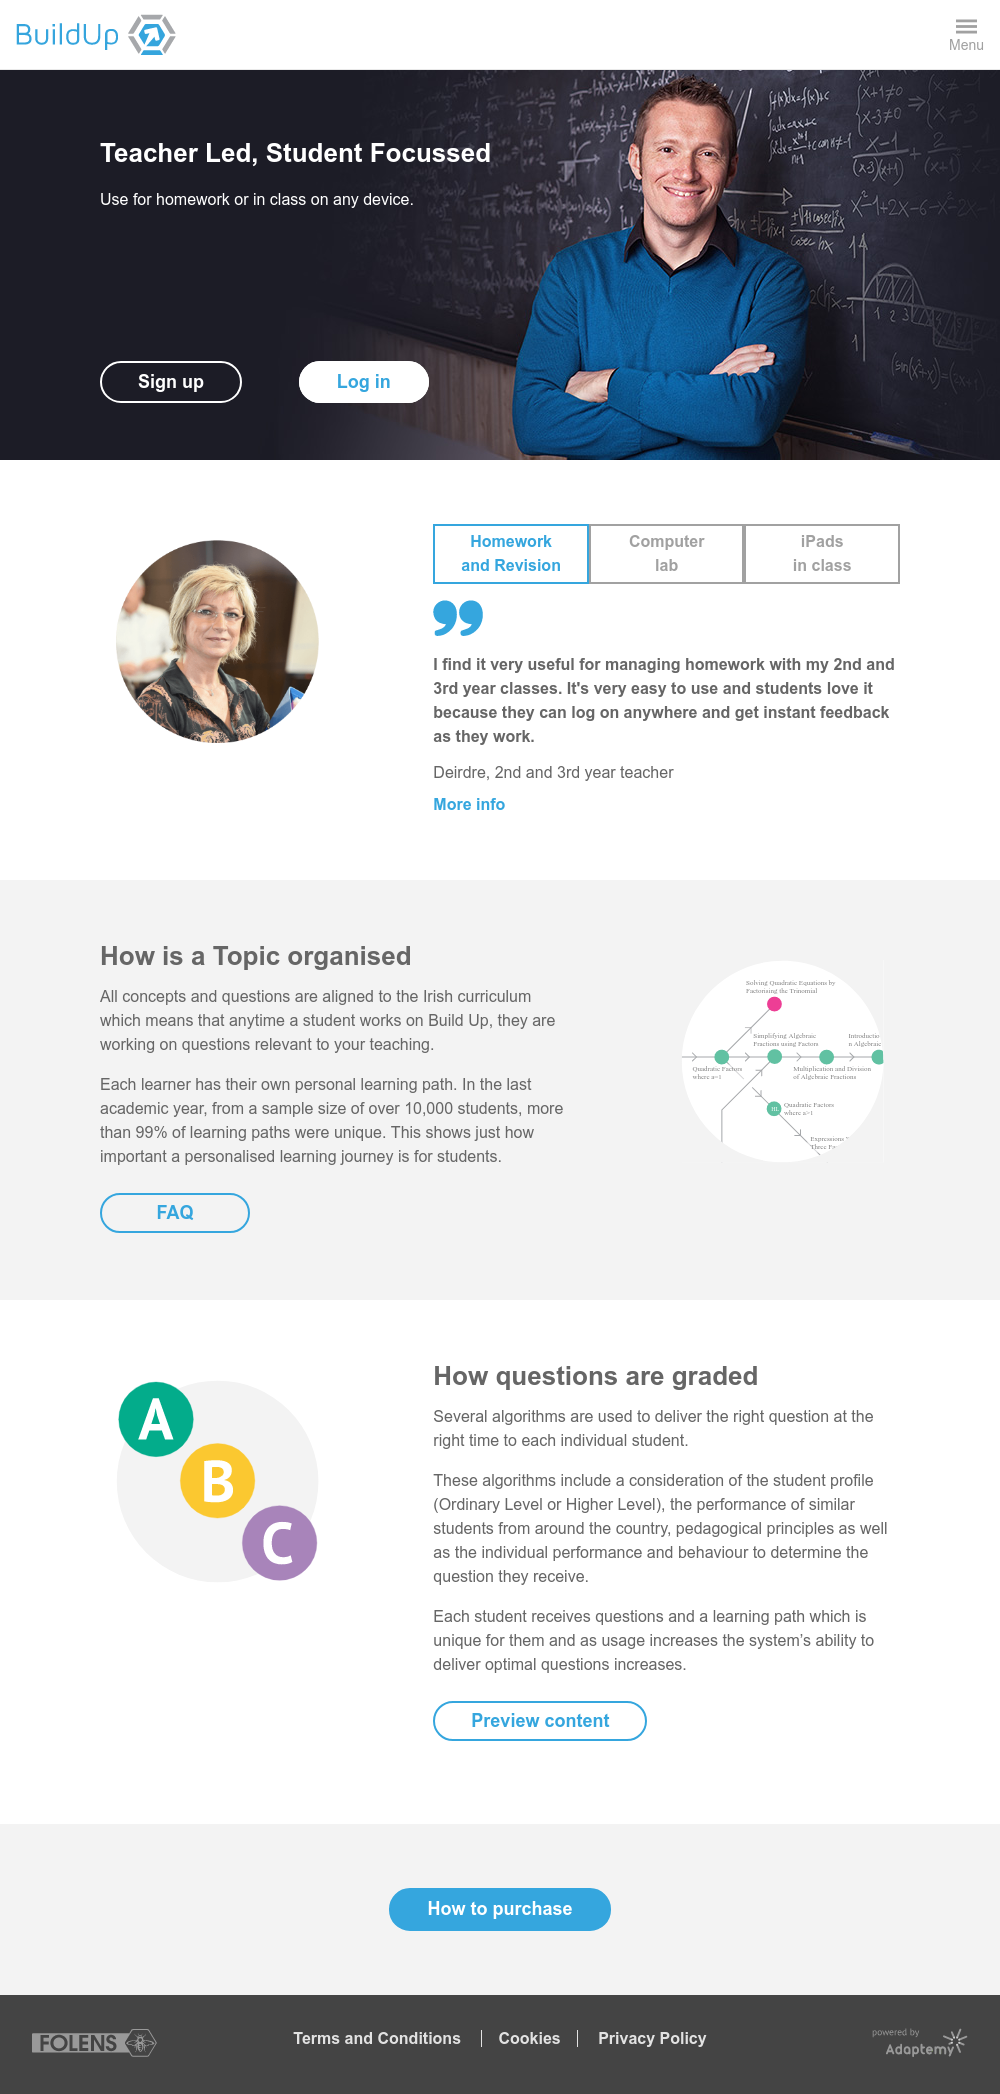 BuildUp
Menu
Teacher Led, Student Focussed
Use for homework or in class on any device.
Sign up
Log in
Homework
and Revision
Computer
lab
iPads
in class
I find it very useful for managing homework with my 2nd and
3rd year classes. It's very easy to use and students love it
because they can log on anywhere and get instant feedback
as they work.
Deirdre, 2nd and 3rd year teacher
More info
How is a Topic organised
All concepts and questions are aligned to the Irish curriculum
which means that anytime a student works on Build Up, they are
working on questions relevant to your teaching.
Each learner has their own personal learning path. In the last
academic year, from a sample size of over 10,000 students, more
than 99% of learning paths were unique. This shows just how
important a personalised learning journey is for students.
FAQ
Solving Quadratic Equations by
Factorising the Trinomial
Simplifying Algebraic
Fractions using Factors
Introductio
n Algebraic
Quadratic Factors
where a=1
Multiplication and Division
of Algebraic Fractions
HL
Quadratic Factors
where a>1
Expressions
Three
A
B
C
How questions are graded
Several algorithms are used to deliver the right question at the
right time to each individual student.
These algorithms include a consideration of the student profile
(Ordinary Level or Higher Level), the performance of similar
students from around the country, pedagogical principles as well
as the individual performance and behaviour to determine the
question they receive.
Each student receives questions and a learning path which is
unique for them and as usage increases the system’s ability to
deliver optimal questions increases.
Preview content
How to purchase
FOLENS
Terms and Conditions
Cookies
Privacy Policy
powered by
Adaptemy